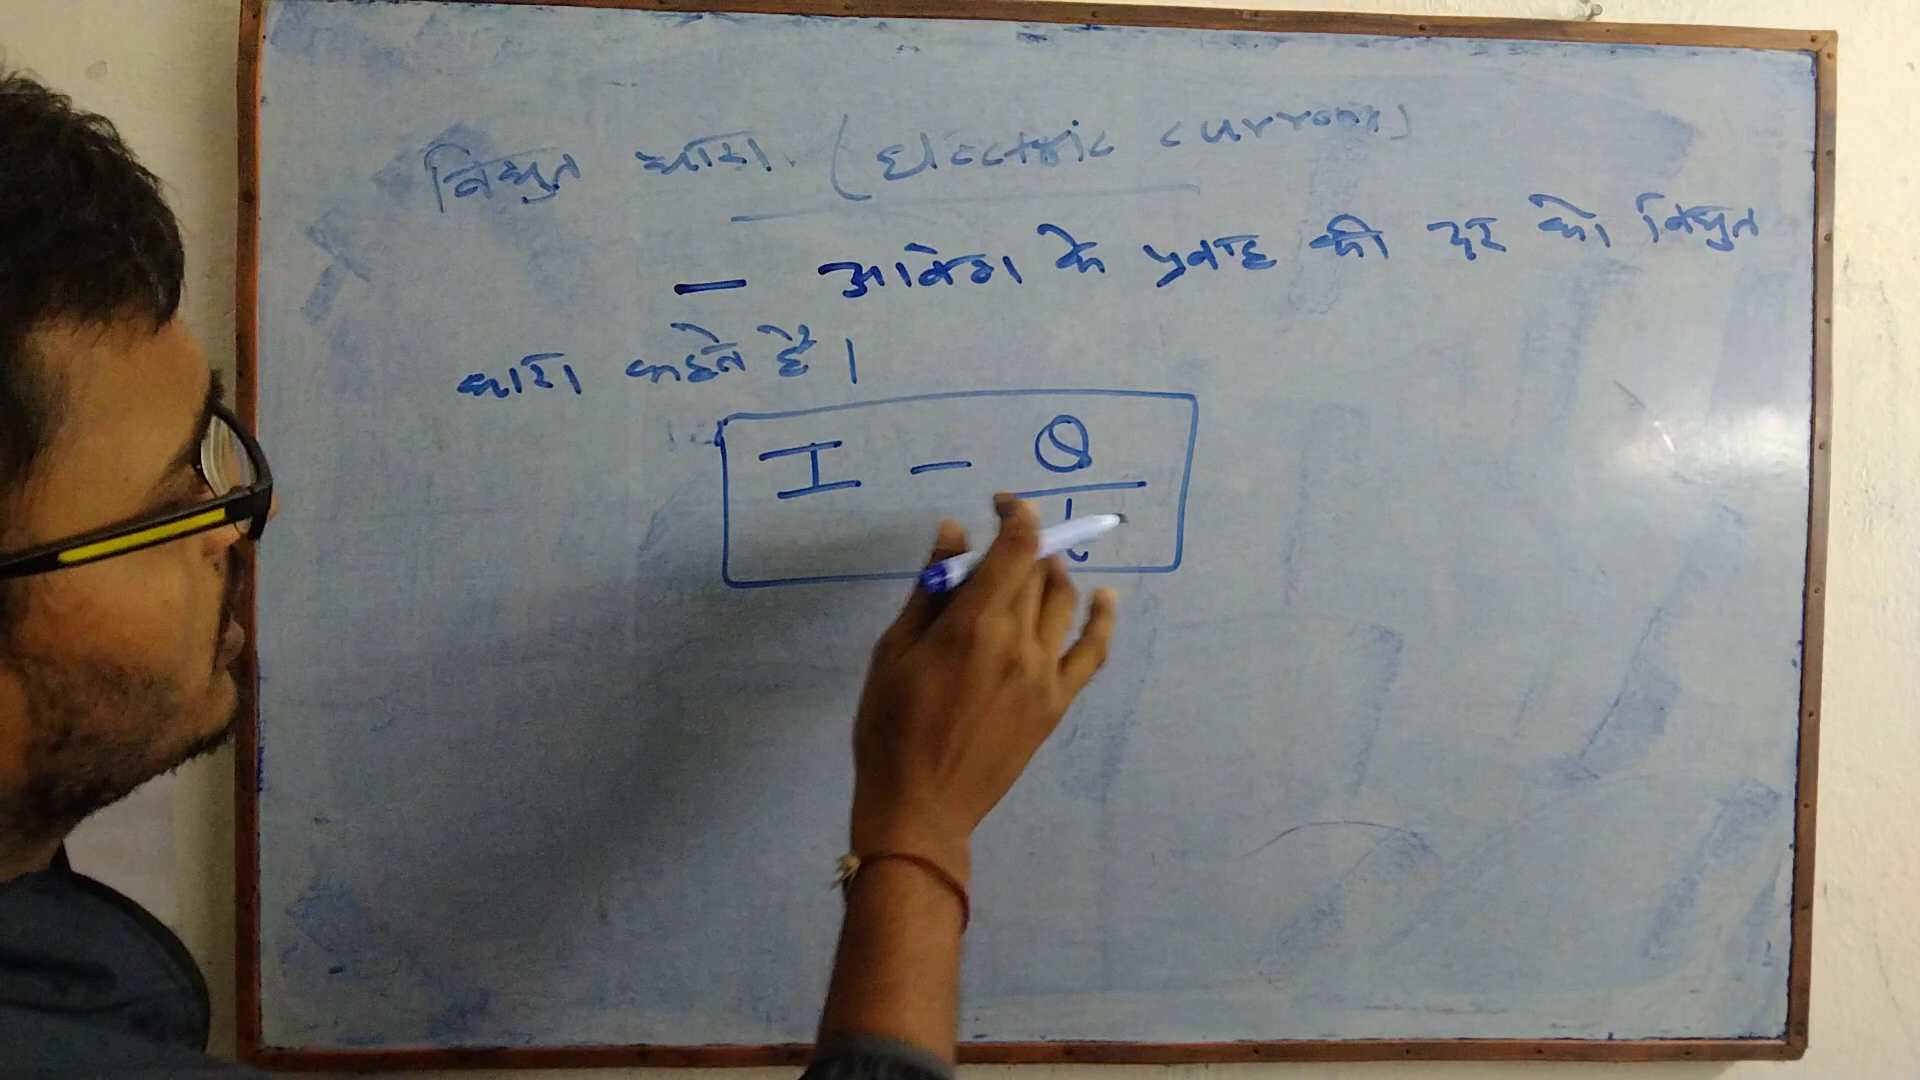 विधुत धारा (Electric current)
— आवेश के प्रवाह की दर को विधुत
धारा कहते हैं।
I - Q
t